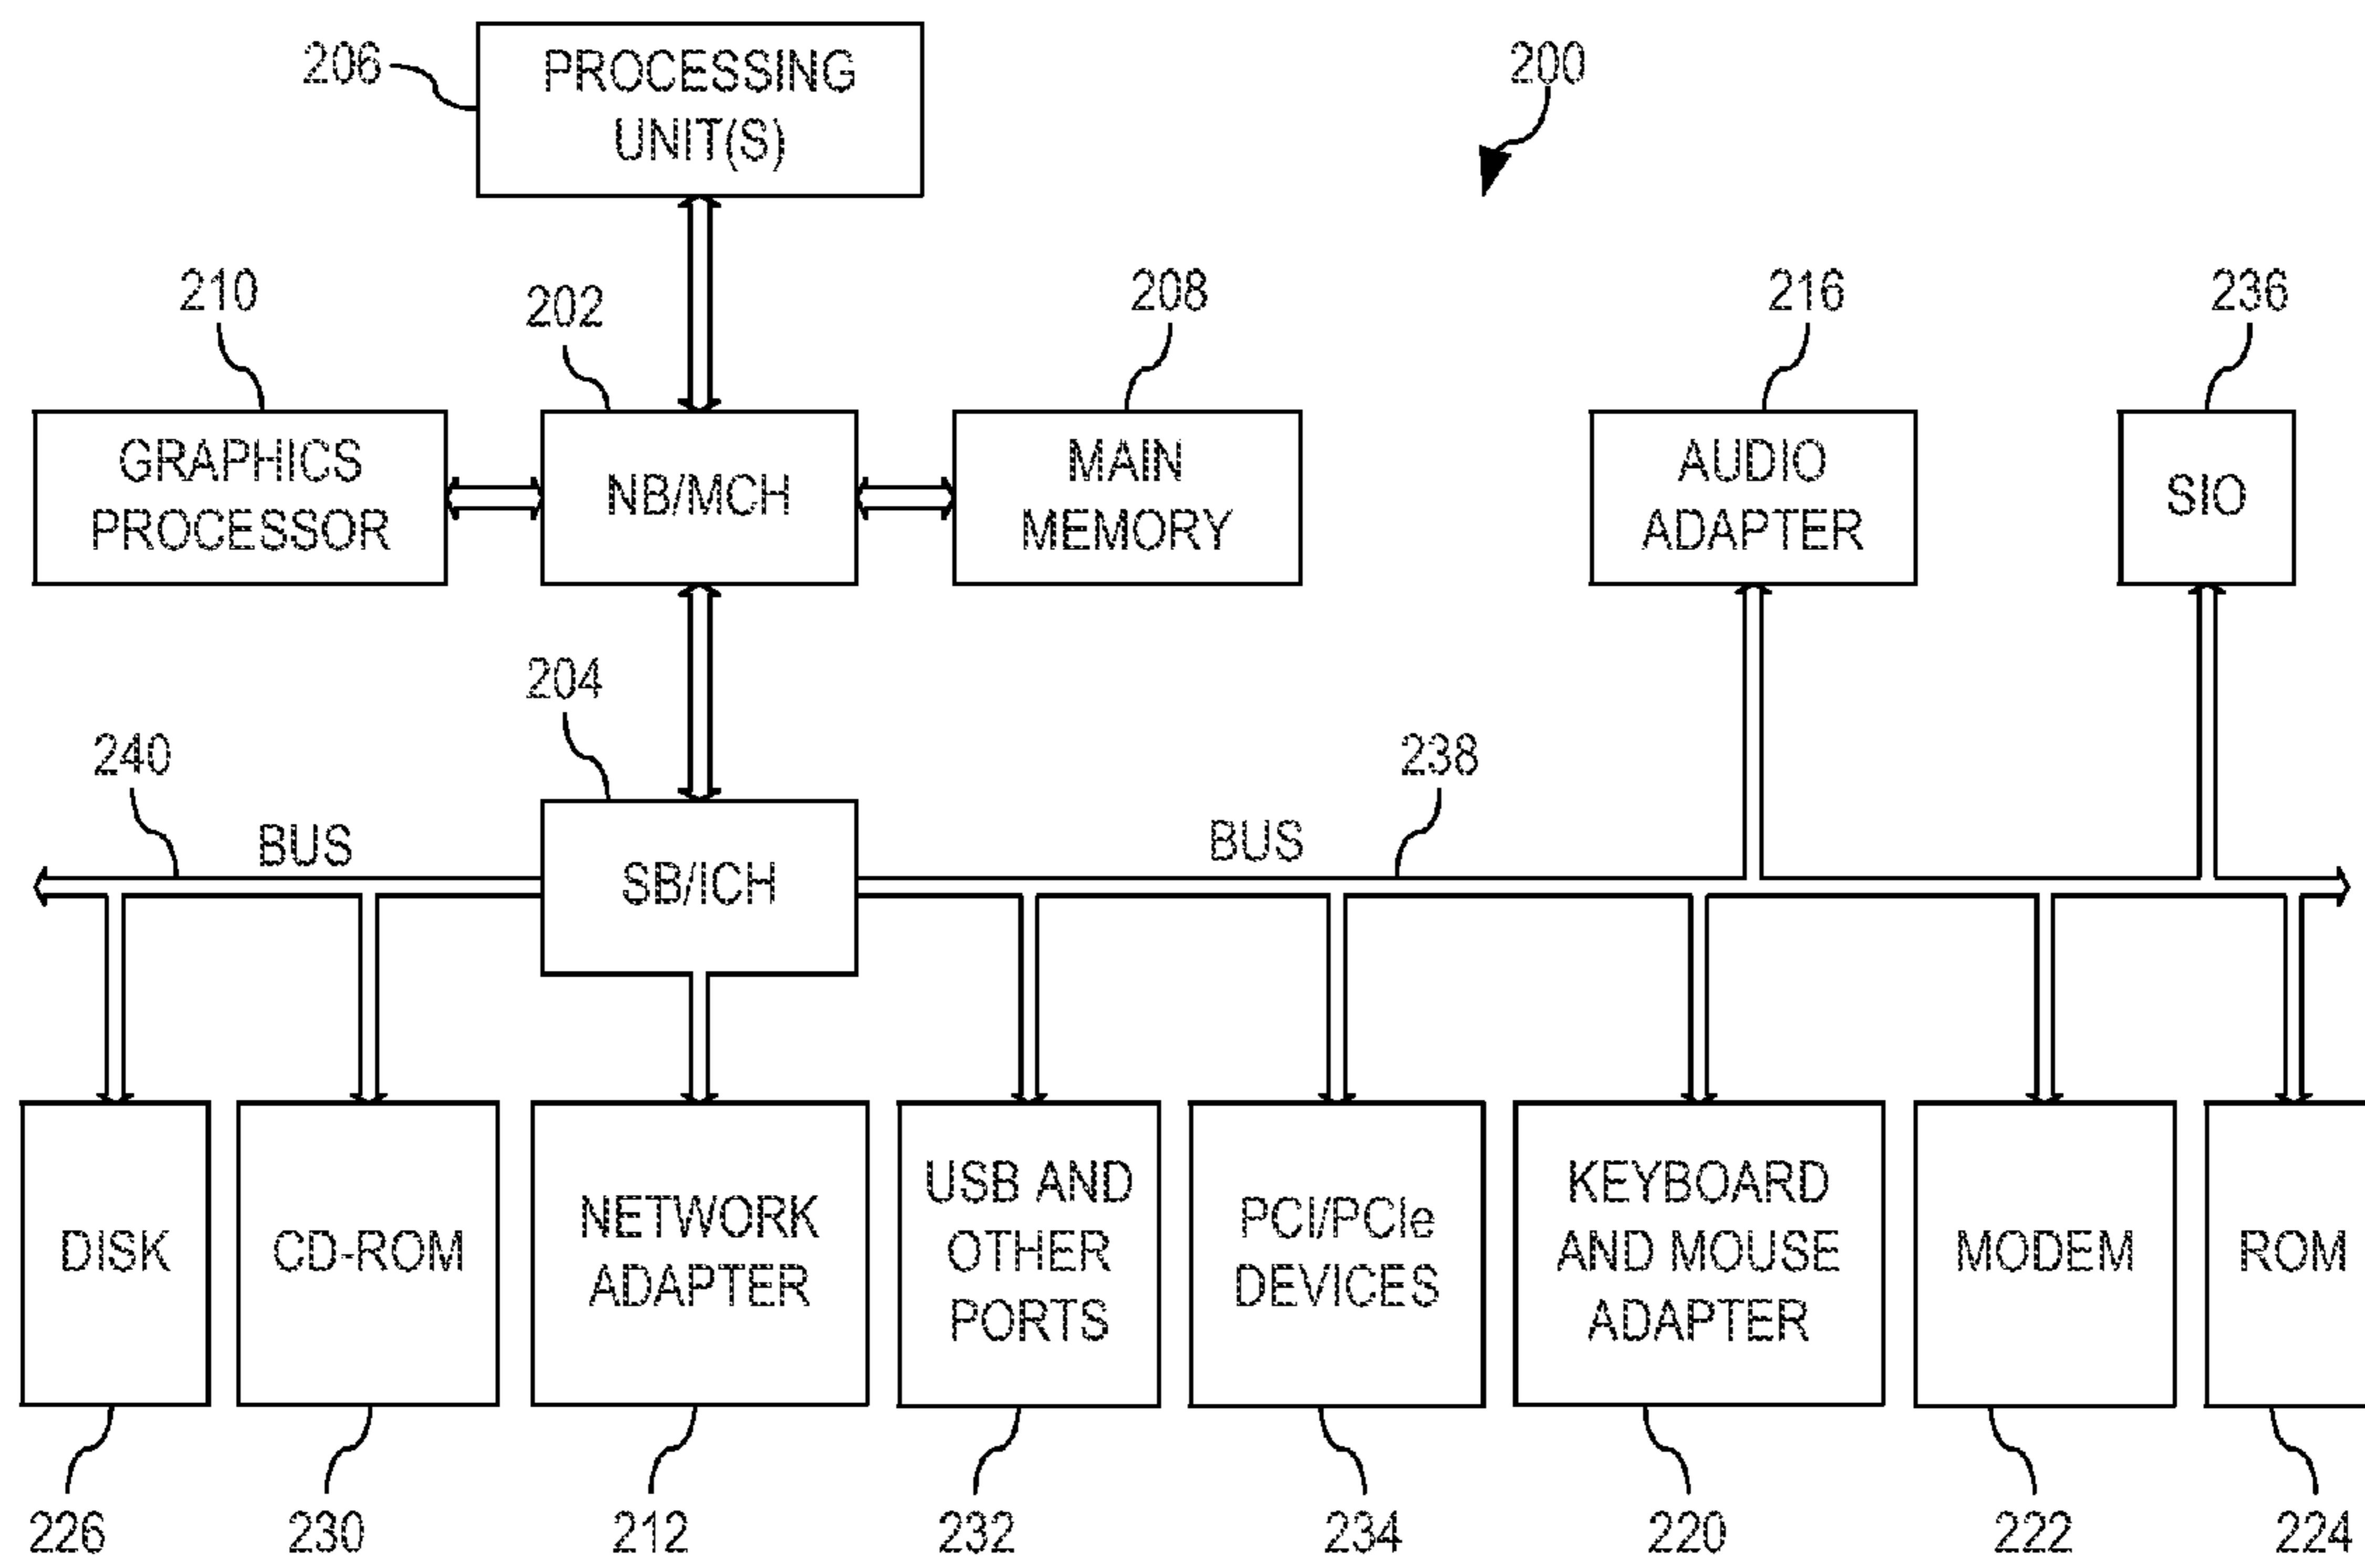 206
PROCESSING
UNIT(S)
200
210
202
208
216
236
GRAPHICS
PROCESSOR
NB/MCH
MAIN
MEMORY
AUDIO
ADAPTER
SIO
204
240
238
BUS
SB/ICH
BUS
DISK
CD-ROM
NETWORK
ADAPTER
USB AND
OTHER
PORTS
PCI/PCIe
DEVICES
KEYBOARD
AND MOUSE
ADAPTER
MODEM
ROM
226
230
212
232
234
220
222
224